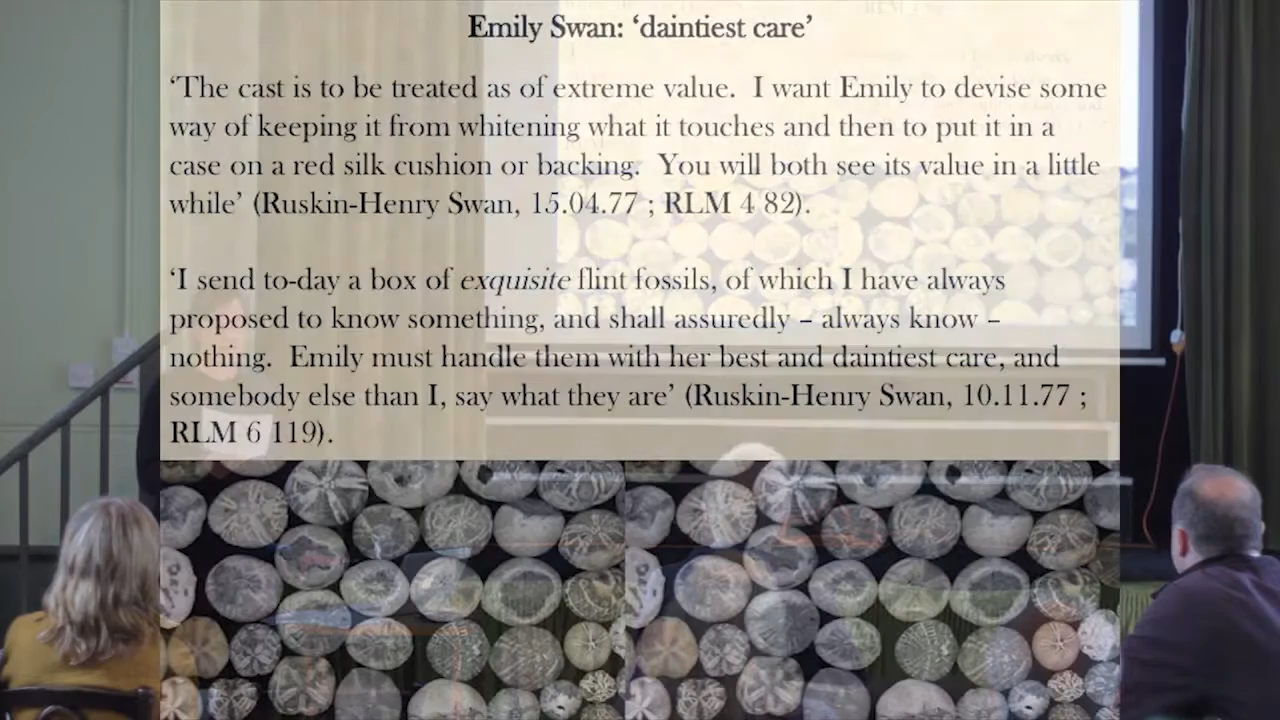 Emily Swan: ‘daintiest care’
‘The cast is to be treated as of extreme value.  I want Emily to devise some
way of keeping it from whitening what it touches and then to put it in a
case on a red silk cushion or backing.  You will both see its value in a little
while’ (Ruskin-Henry Swan, 15.04.77 ; RLM 4 82).
‘I send to-day a box of exquisite flint fossils, of which I have always
proposed to know something, and shall assuredly – always know –
nothing.  Emily must handle them with her best and daintiest care, and
somebody else than I, say what they are’ (Ruskin-Henry Swan, 10.11.77 ;
RLM 6 119).